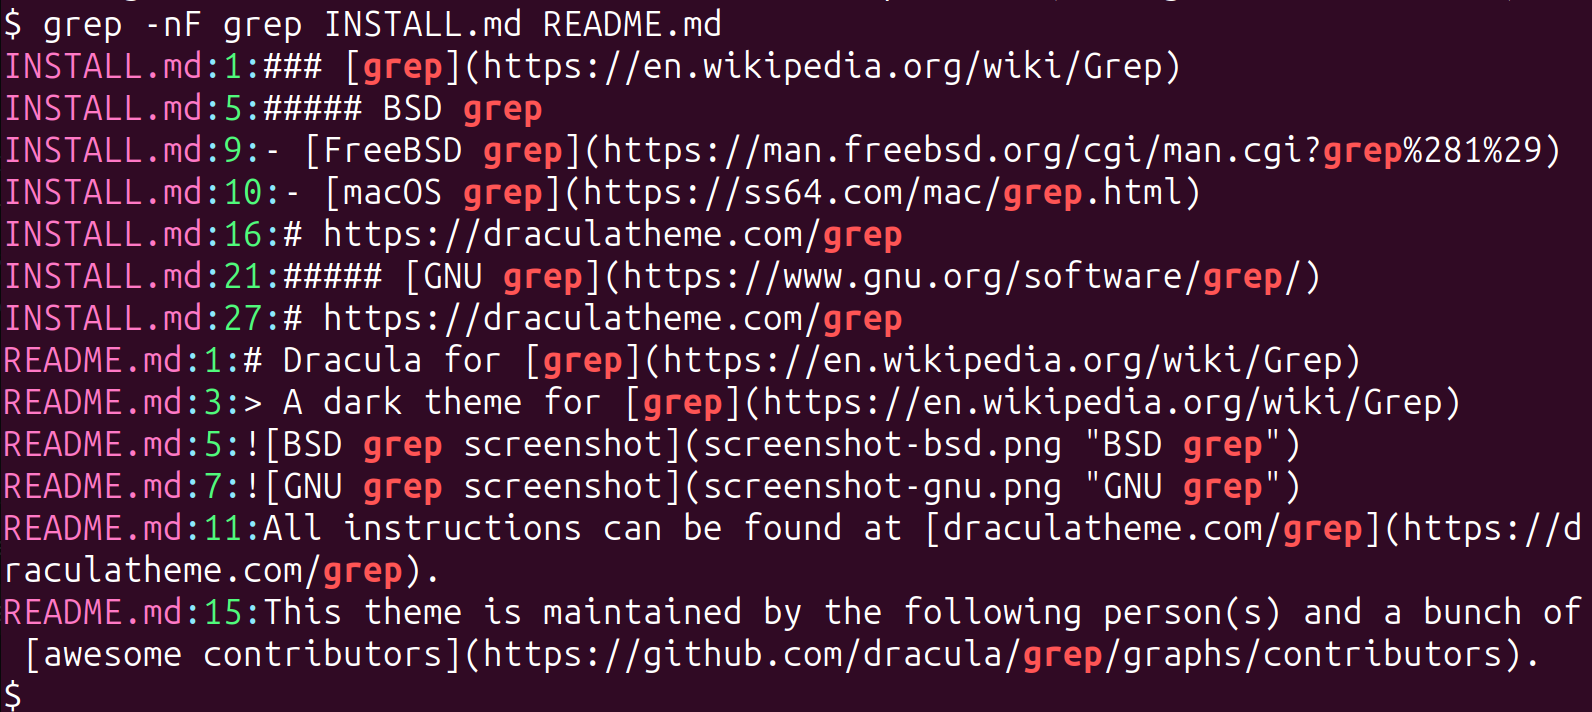 $ grep -nF grep INSTALL.md README.md
INSTALL.md:1:### [grep](https://en.wikipedia.org/wiki/Grep)
INSTALL.md:5:##### BSD grep
INSTALL.md:9:- [FreeBSD grep](https://man.freebsd.org/cgi/man.cgi?grep%281%29)
INSTALL.md:10:- [macOS grep](https://ss64.com/mac/grep.html)
INSTALL.md:16:# https://draculatheme.com/grep
INSTALL.md:21:##### [GNU grep](https://www.gnu.org/software/grep/)
INSTALL.md:27:# https://draculatheme.com/grep
README.md:1:# Dracula for [grep](https://en.wikipedia.org/wiki/Grep)
README.md:3:> A dark theme for [grep](https://en.wikipedia.org/wiki/Grep)
README.md:5:![BSD grep screenshot](screenshot-bsd.png "BSD grep")
README.md:7:![GNU grep screenshot](screenshot-gnu.png "GNU grep")
README.md:11:All instructions can be found at [draculatheme.com/grep](https://d
raculatheme.com/grep).
README.md:15:This theme is maintained by the following person(s) and a bunch of
 [awesome contributors](https://github.com/dracula/grep/graphs/contributors).
$